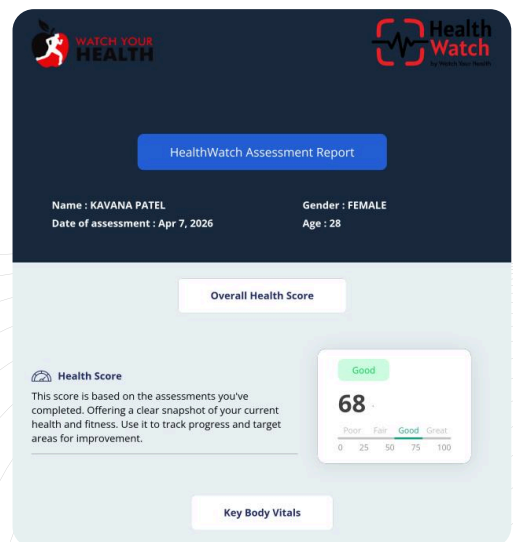 WATCH YOUR
HEALTH
Health
Watch
by Watch Your Health
HealthWatch Assessment Report
Name : KAVANA PATEL
Gender : FEMALE
Date of assessment : Apr 7, 2026
Age : 28
Overall Health Score
Health Score
This score is based on the assessments you've
completed. Offering a clear snapshot of your current
health and fitness. Use it to track progress and target
areas for improvement.
Good
68
Poor Fair Good Great
0 25 50 75 100
Key Body Vitals